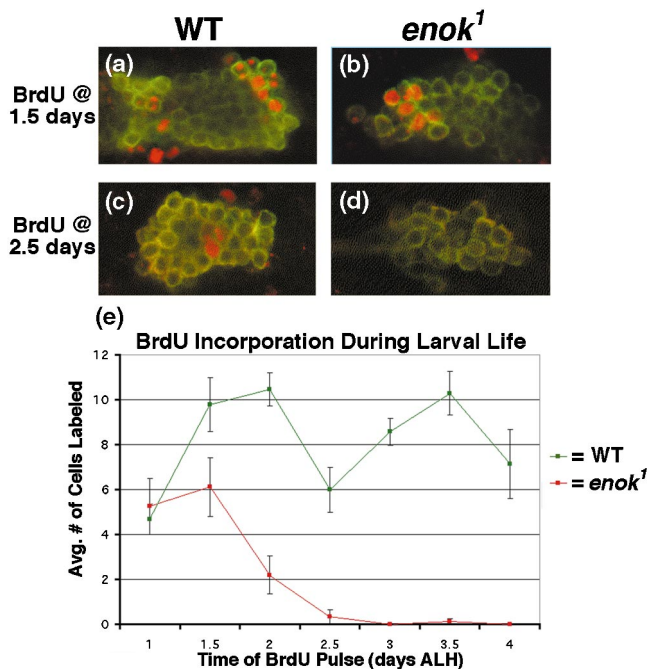 WT
enok1
(a)
(b)
BrdU @
1.5 days
(c)
(d)
BrdU @
2.5 days
(e)
BrdU Incorporation During Larval Life
12
10
8
6
4
2
0
Avg. # of Cells Labeled
1 1.5 2 2.5 3 3.5 4
Time of BrdU Pulse (days ALH)
= WT
= enok1